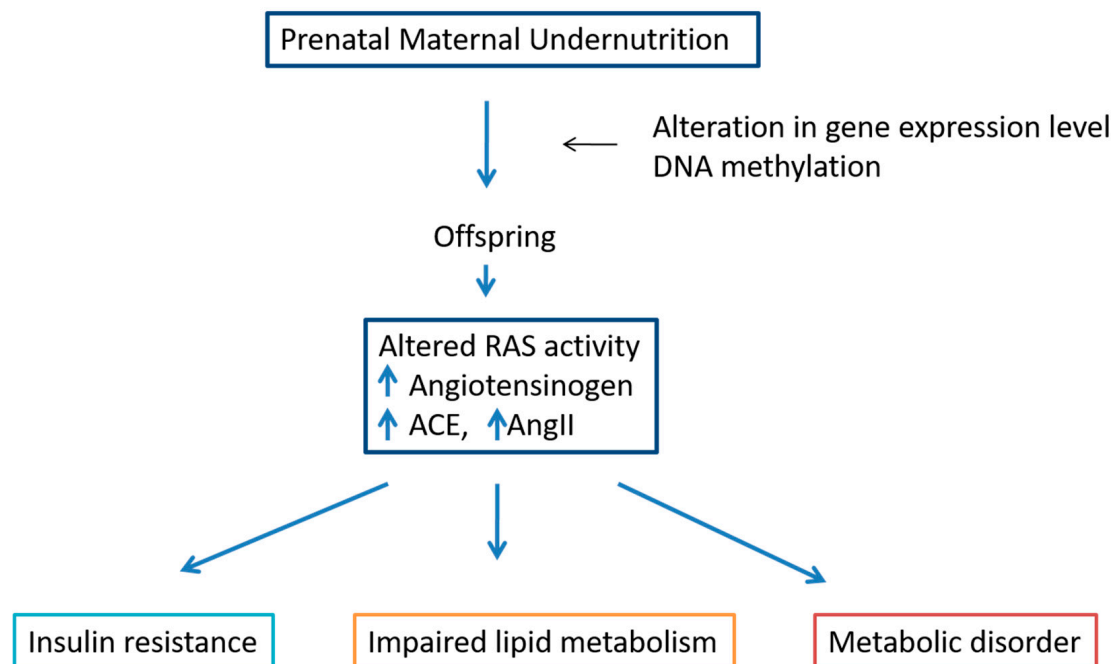 Prenatal Maternal Undernutrition
Alteration in gene expression level
DNA methylation
Offspring
Altered RAS activity
Angiotensinogen
ACE, AngII
Insulin resistance
Impaired lipid metabolism
Metabolic disorder